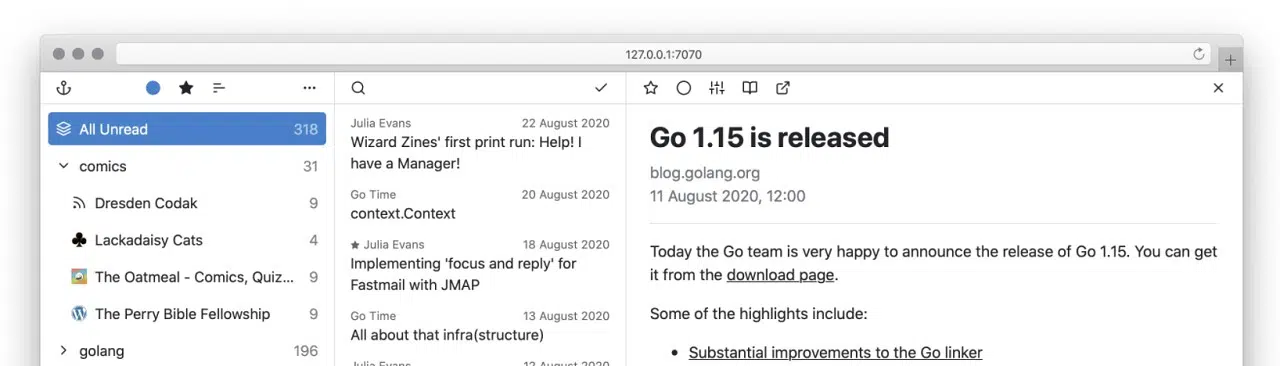 127.0.0.1:7070
All Unread 318
comics 31
Dresden Codak 9
Lackadaisy Cats 4
The Oatmeal - Comics, Quiz... 9
The Perry Bible Fellowship 9
golang 196
Julia Evans 22 August 2020
Wizard Zines' first print run: Help! I
have a Manager!
Go Time 20 August 2020
context.Context
Julia Evans 18 August 2020
Implementing 'focus and reply' for
Fastmail with JMAP
Go Time 13 August 2020
All about that infra(structure)
Julia Evans 12 August 2020
Go 1.15 is released
blog.golang.org
11 August 2020, 12:00
Today the Go team is very happy to announce the release of Go 1.15. You can get
it from the download page.
Some of the highlights include:
• Substantial improvements to the Go linker